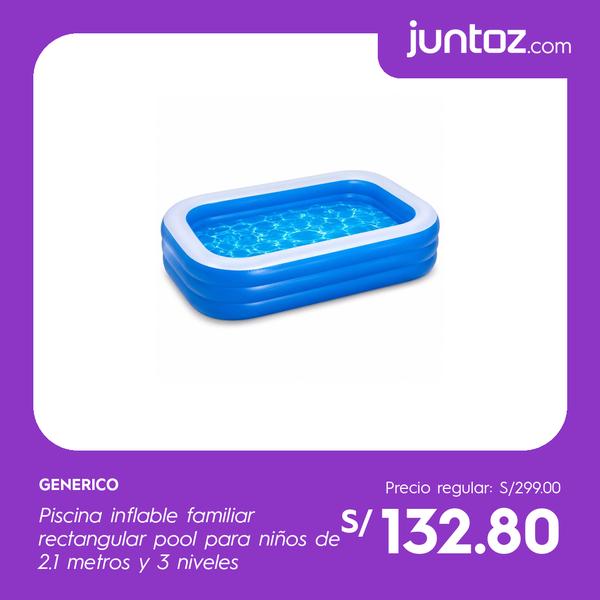 juntoz.com
GENERICO
Piscina inflable familiar
rectangular pool para niños de
2.1 metros y 3 niveles
Precio regular: S/299.00
S/132.80